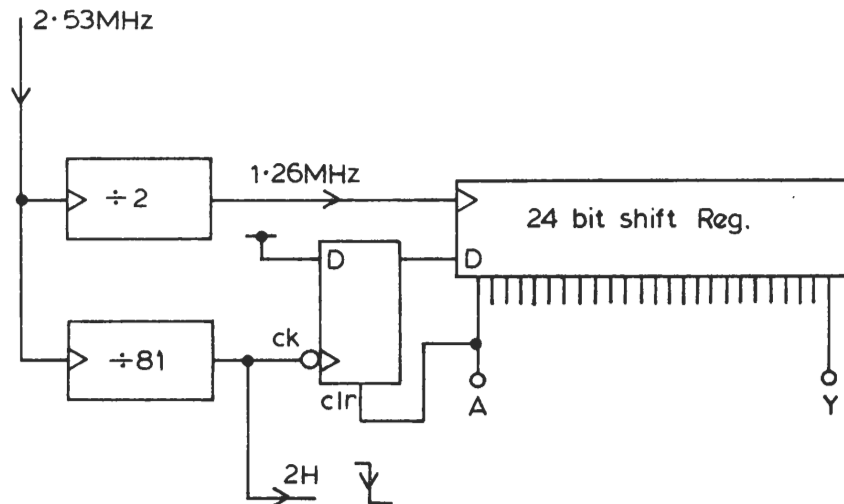 2·53MHz
÷2
1·26MHz
24 bit shift Reg.
D
D
÷81
ck
clr
A
Y
2H